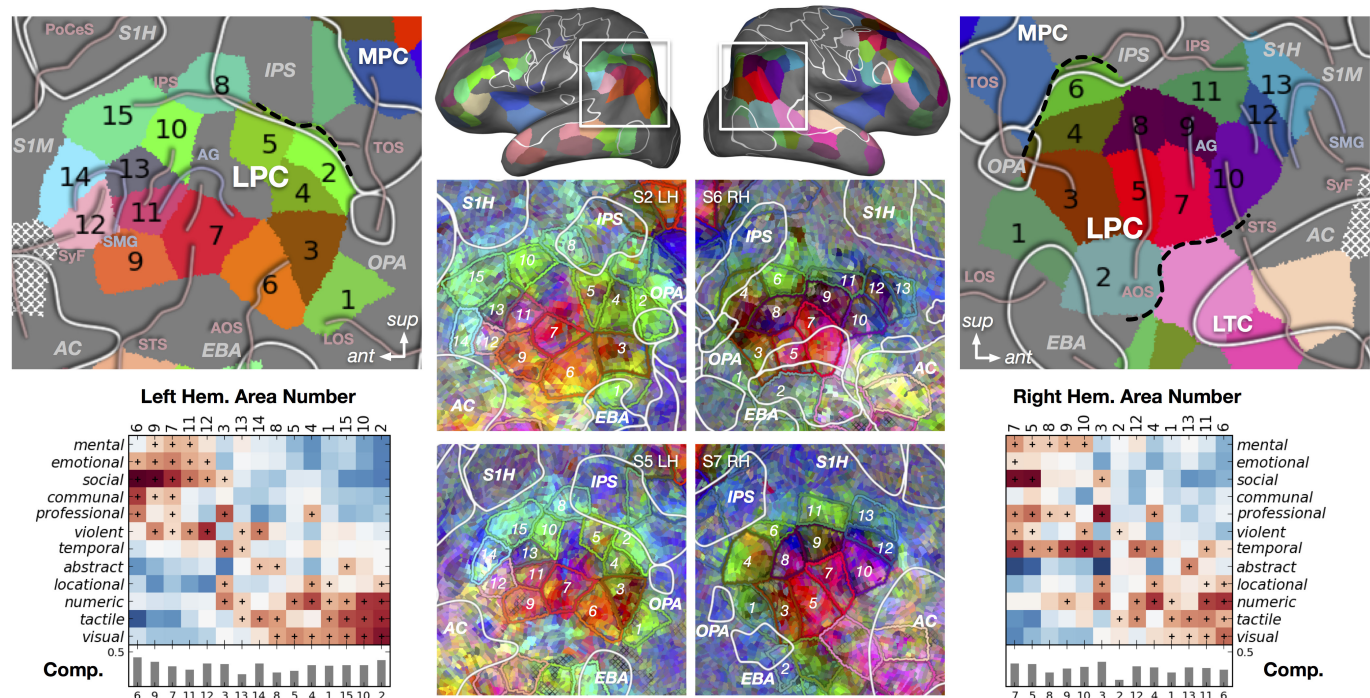 PoCeS
S1H
MPC
IPS
IPS
8
15
10
5
TOS
S1M
AG
LPC
2
14
13
4
12
11
7
3
SMG
SyF
9
6
OPA
1
AOS
LOS
AC
STS
EBA
sup
ant
MPC
IPS
IPS
S1H
TOS
6
11
13
S1M
4
8
9
12
AG
SMG
OPA
3
5
7
10
SyF
LPC
STS
1
AC
2
LOS
AOS
sup
LTC
ant
EBA
S2 LH
S1H
IPS
8
10
15
5
4
2
OPA
13
11
7
14
12
9
3
6
1
AC
EBA
S6 RH
S1H
IPS
6
11
12
13
4
9
8
7
10
OPA
3
5
AC
1
2
EBA
S5 LH
S1H
IPS
8
15
10
5
2
14
13
4
11
12
7
3
9
6
OPA
1
AC
EBA
S7 RH
S1H
IPS
11
13
6
9
12
4
8
7
10
1
3
5
OPA
AC
EBA
2
Left Hem. Area Number
6 9 7 11 12 3 13 14 8 5 4 1 15 10 2
mental
emotional
social
communal
professional
violent
temporal
abstract
locational
numeric
tactile
visual
0.5
Comp.
6 9 7 11 12 3 13 14 8 5 4 1 15 10 2
Right Hem. Area Number
7 5 8 9 10 3 2 12 4 1 13 11 6
mental
emotional
social
communal
professional
violent
temporal
abstract
locational
numeric
tactile
visual
0.5
Comp.
7 5 8 9 10 3 2 12 4 1 13 11 6